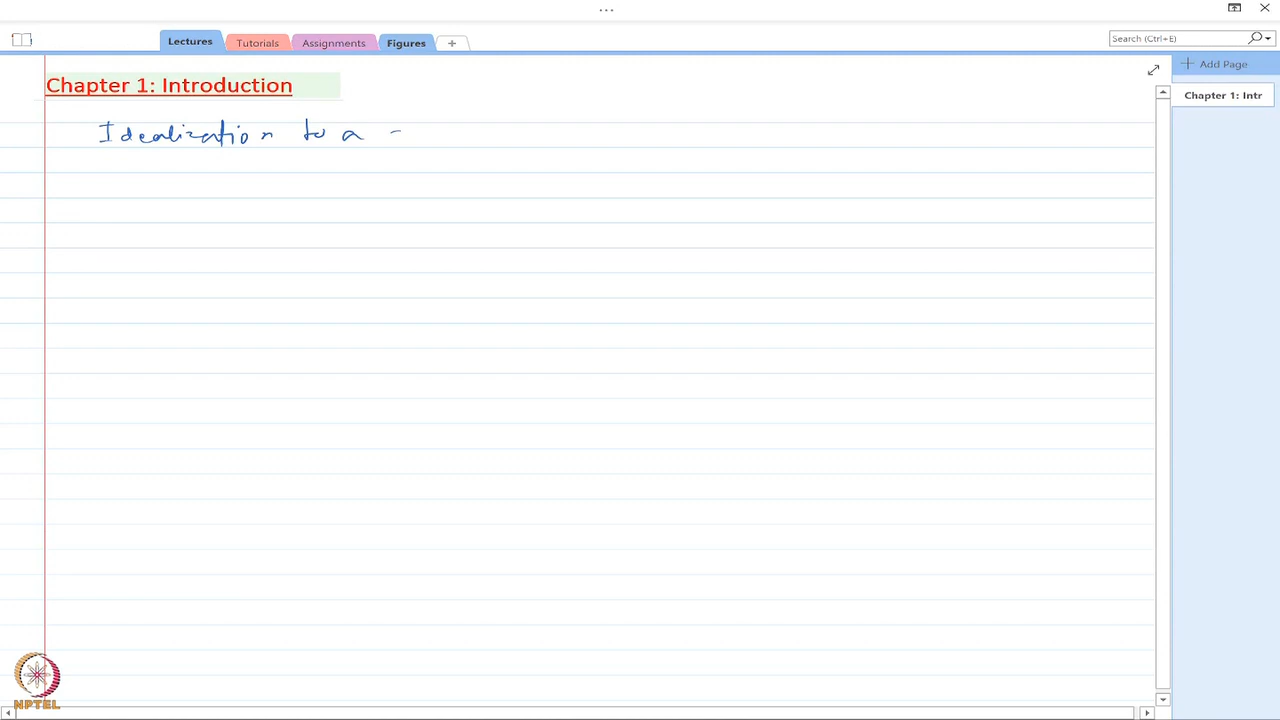 ...
Lectures
Tutorials
Assignments
Figures
Search (Ctrl+E)
Add Page
Chapter 1: Introduction
Chapter 1: Intr
Idealization to a
NPTEL